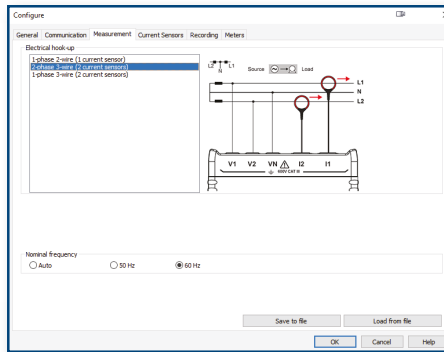 Configure
General Communication Measurement Current Sensors Recording Meters
Electrical hook-up
1-phase 2-wire (1 current sensor)
2-phase 3-wire (2 current sensors)
1-phase 3-wire (2 current sensors)
L2 N L1
Source Load
L1
N
L2
V1 V2 VN I2 I1
600V CAT III
Nominal frequency
Auto 50 Hz 60 Hz
Save to file Load from file
OK Cancel Help